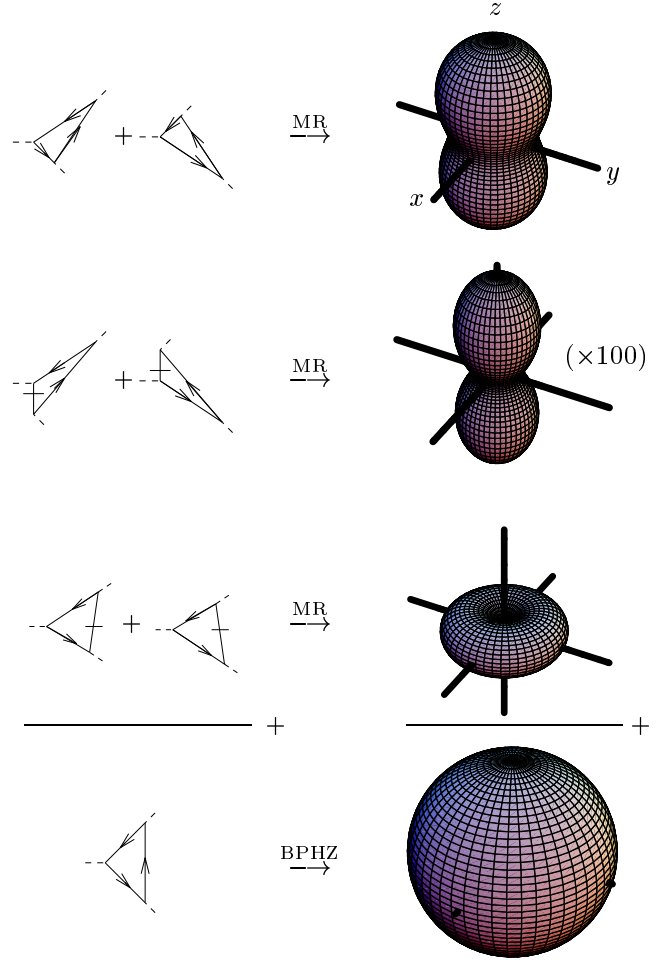 z
+ MR ⟶
y
x
+ MR ⟶ (×100)
+ MR ⟶
+ +
BPHZ ⟶